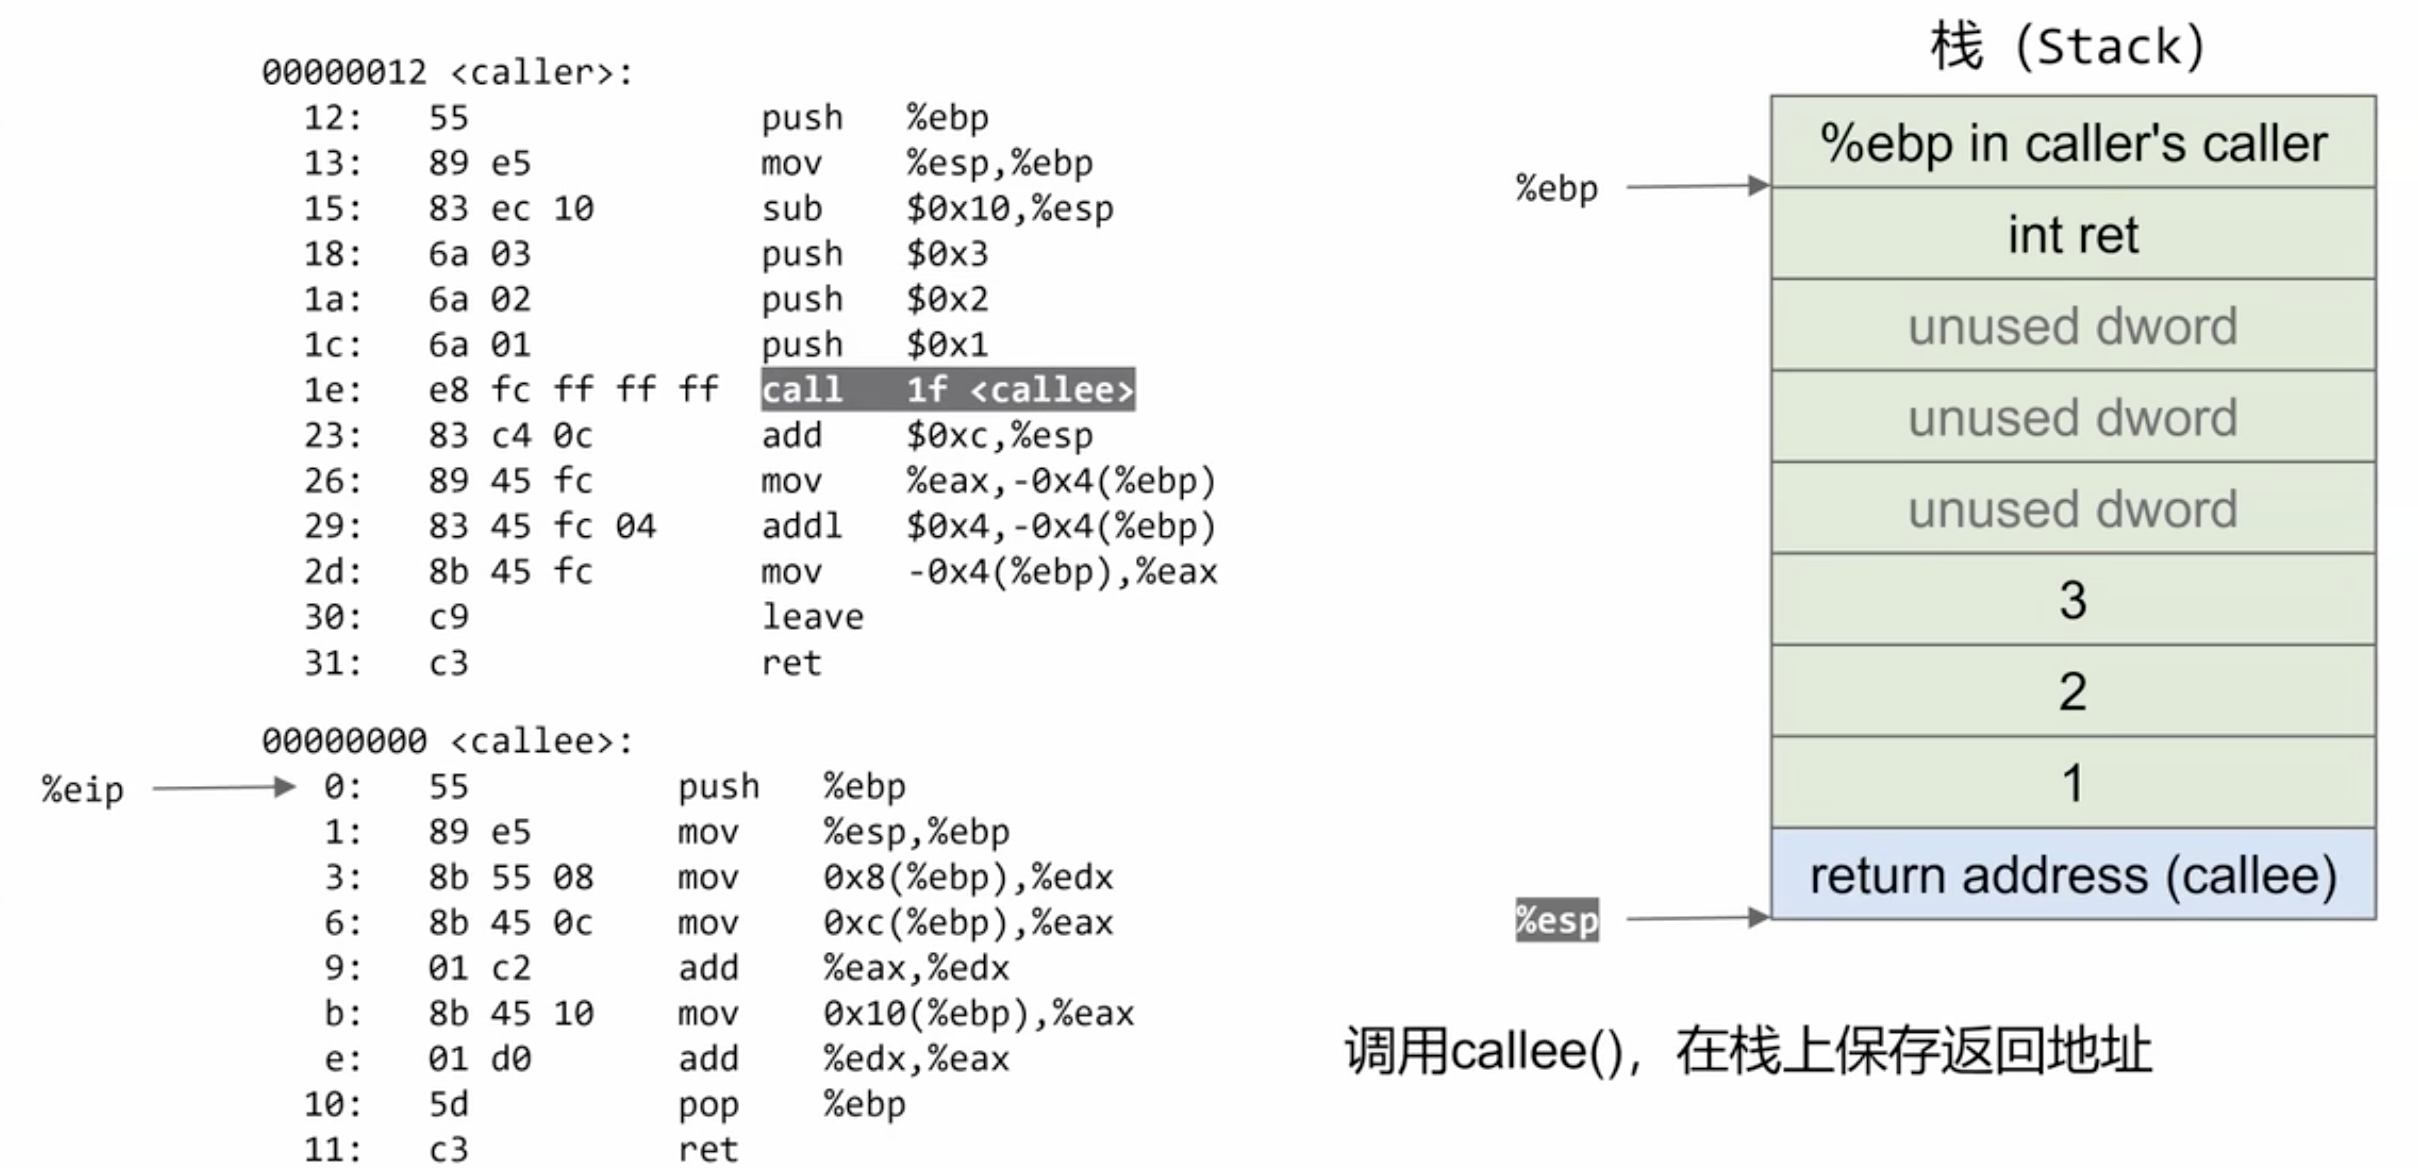 00000012 <caller>:
12: 55 push %ebp
13: 89 e5 mov %esp,%ebp
15: 83 ec 10 sub $0x10,%esp
18: 6a 03 push $0x3
1a: 6a 02 push $0x2
1c: 6a 01 push $0x1
1e: e8 fc ff ff ff call 1f <callee>
23: 83 c4 0c add $0xc,%esp
26: 89 45 fc mov %eax,-0x4(%ebp)
29: 83 45 fc 04 addl $0x4,-0x4(%ebp)
2d: 8b 45 fc mov -0x4(%ebp),%eax
30: c9 leave
31: c3 ret
00000000 <callee>:
%eip 0: 55 push %ebp
1: 89 e5 mov %esp,%ebp
3: 8b 55 08 mov 0x8(%ebp),%edx
6: 8b 45 0c mov 0xc(%ebp),%eax
9: 01 c2 add %eax,%edx
b: 8b 45 10 mov 0x10(%ebp),%eax
e: 01 d0 add %edx,%eax
10: 5d pop %ebp
11: c3 ret
栈（Stack）
%ebp in caller's caller
%ebp
int ret
unused dword
unused dword
unused dword
3
2
1
return address (callee)
%esp
调用callee()，在栈上保存返回地址